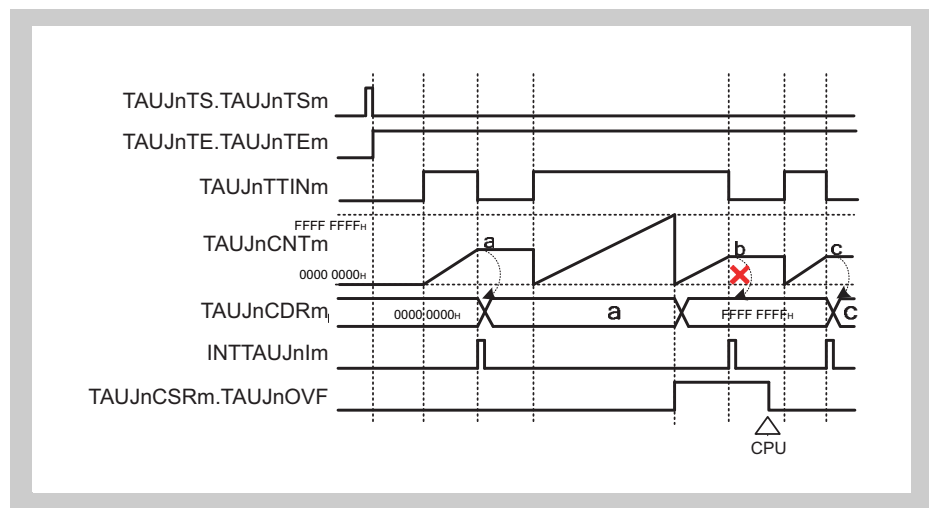 TAUJnTS.TAUJnTSm
TAUJnTE.TAUJnTEm
TAUJnTTINm
FFFF FFFFH
TAUJnCNTm
a
b
c
0000 0000H
TAUJnCDRm
0000 0000H
a
FFFF FFFFH
c
INTTAUJnIm
TAUJnCSRm.TAUJnOVF
CPU